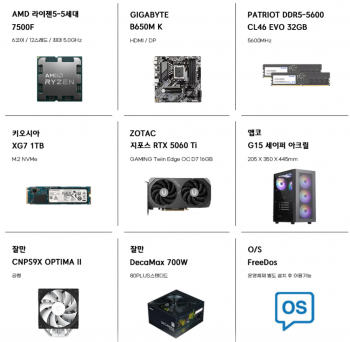 AMD 라이젠5-5세대
7500F
6코어 / 12스레드 / 최대 5.0GHz
GIGABYTE
B650M K
HDMI / DP
PATRIOT DDR5-5600
CL46 EVO 32GB
5600MHz
AMD
RYZEN
키오시아
XG7 1TB
M.2 NVMe
ZOTAC
지포스 RTX 5060 Ti
GAMING Twin Edge OC D7 16GB
앱코
G15 세이퍼 아크릴
205 X 350 X 445mm
잘만
CNPS9X OPTIMA II
공랭
잘만
DecaMax 700W
80PLUS스탠다드
O/S
FreeDos
운영체제 별도 설치 후 이용가능
OS